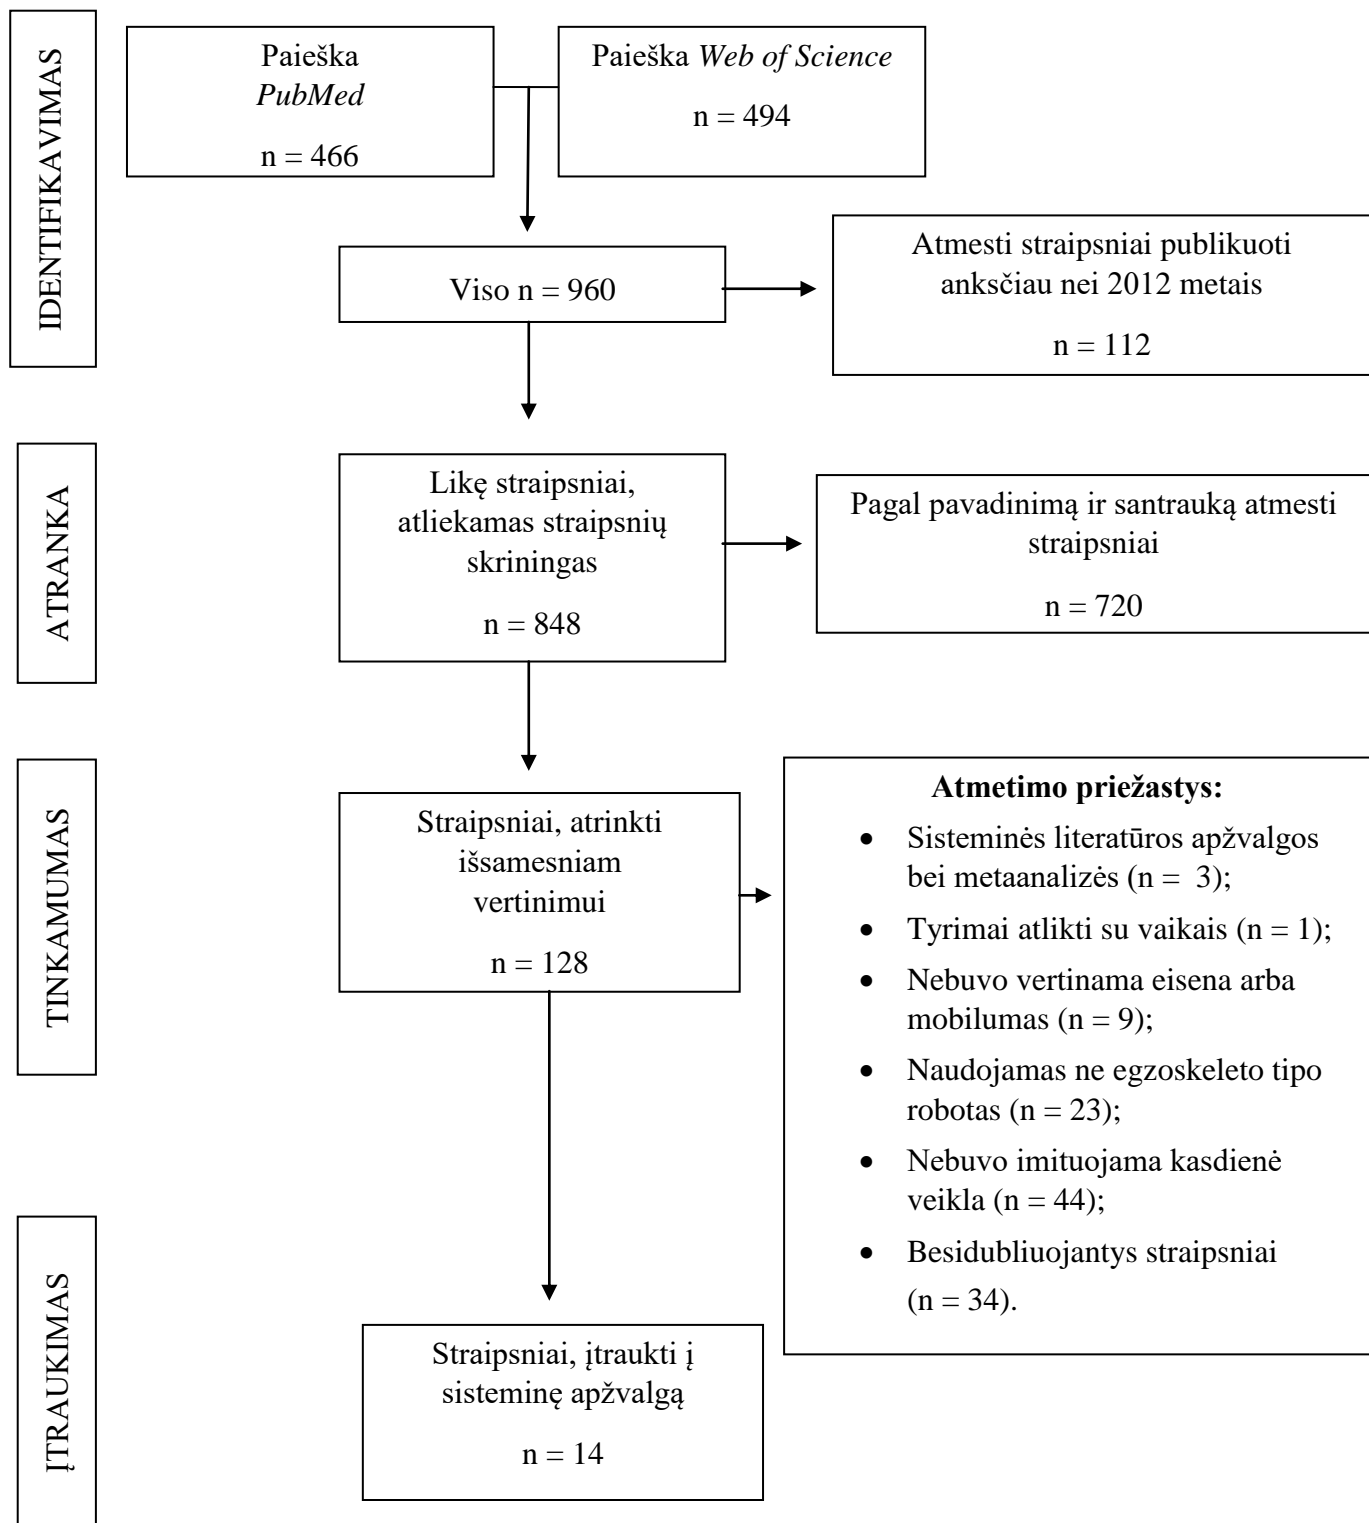 IDENTIFIKAVIMAS
Paieška
PubMed
n = 466
Paieška Web of Science
n = 494
Viso n = 960
Atmesti straipsniai publikuoti
anksčiau nei 2012 metais
n = 112
ATRANKA
Likę straipsniai,
atliekamas straipsnių
skriningas
n = 848
Pagal pavadinimą ir santrauką atmesti
straipsniai
n = 720
TINKAMUMAS
Straipsniai, atrinkti
išsamesniam
vertinimui
n = 128
Atmetimo priežastys:
• Sisteminės literatūros apžvalgos
bei metaanalizės (n =  3);
• Tyrimai atlikti su vaikais (n = 1);
• Nebuvo vertinama eisena arba
mobilumas (n = 9);
• Naudojamas ne egzoskeleto tipo
robotas (n = 23);
• Nebuvo imituojama kasdienė
veikla (n = 44);
• Besidubliuojantys straipsniai
(n = 34).
ĮTRAUKIMAS
Straipsniai, įtraukti į
sisteminę apžvalgą
n = 14